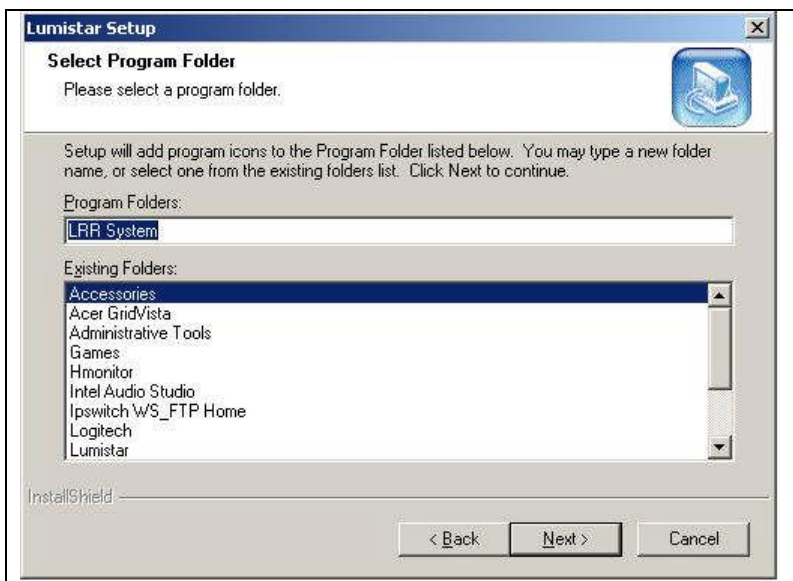 Lumistar Setup
Select Program Folder
Please select a program folder.
Setup will add program icons to the Program Folder listed below. You may type a new folder
name, or select one from the existing folders list. Click Next to continue.
Program Folders:
LRR System
Existing Folders:
Accessories
Acer GridVista
Administrative Tools
Games
Hmonitor
Intel Audio Studio
Ipswitch WS_FTP Home
Logitech
Lumistar
InstallShield
< Back
Next >
Cancel